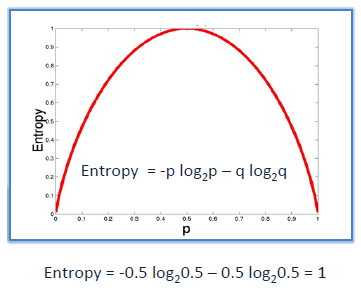 1
0.9
0.8
0.7
0.6
0.5
0.4
0.3
0.2
0.1
0
Entropy
Entropy = -p log₂p – q log₂q
0 0.1 0.2 0.3 0.4 0.5 0.6 0.7 0.8 0.9 1
p
Entropy = -0.5 log₂0.5 – 0.5 log₂0.5 = 1